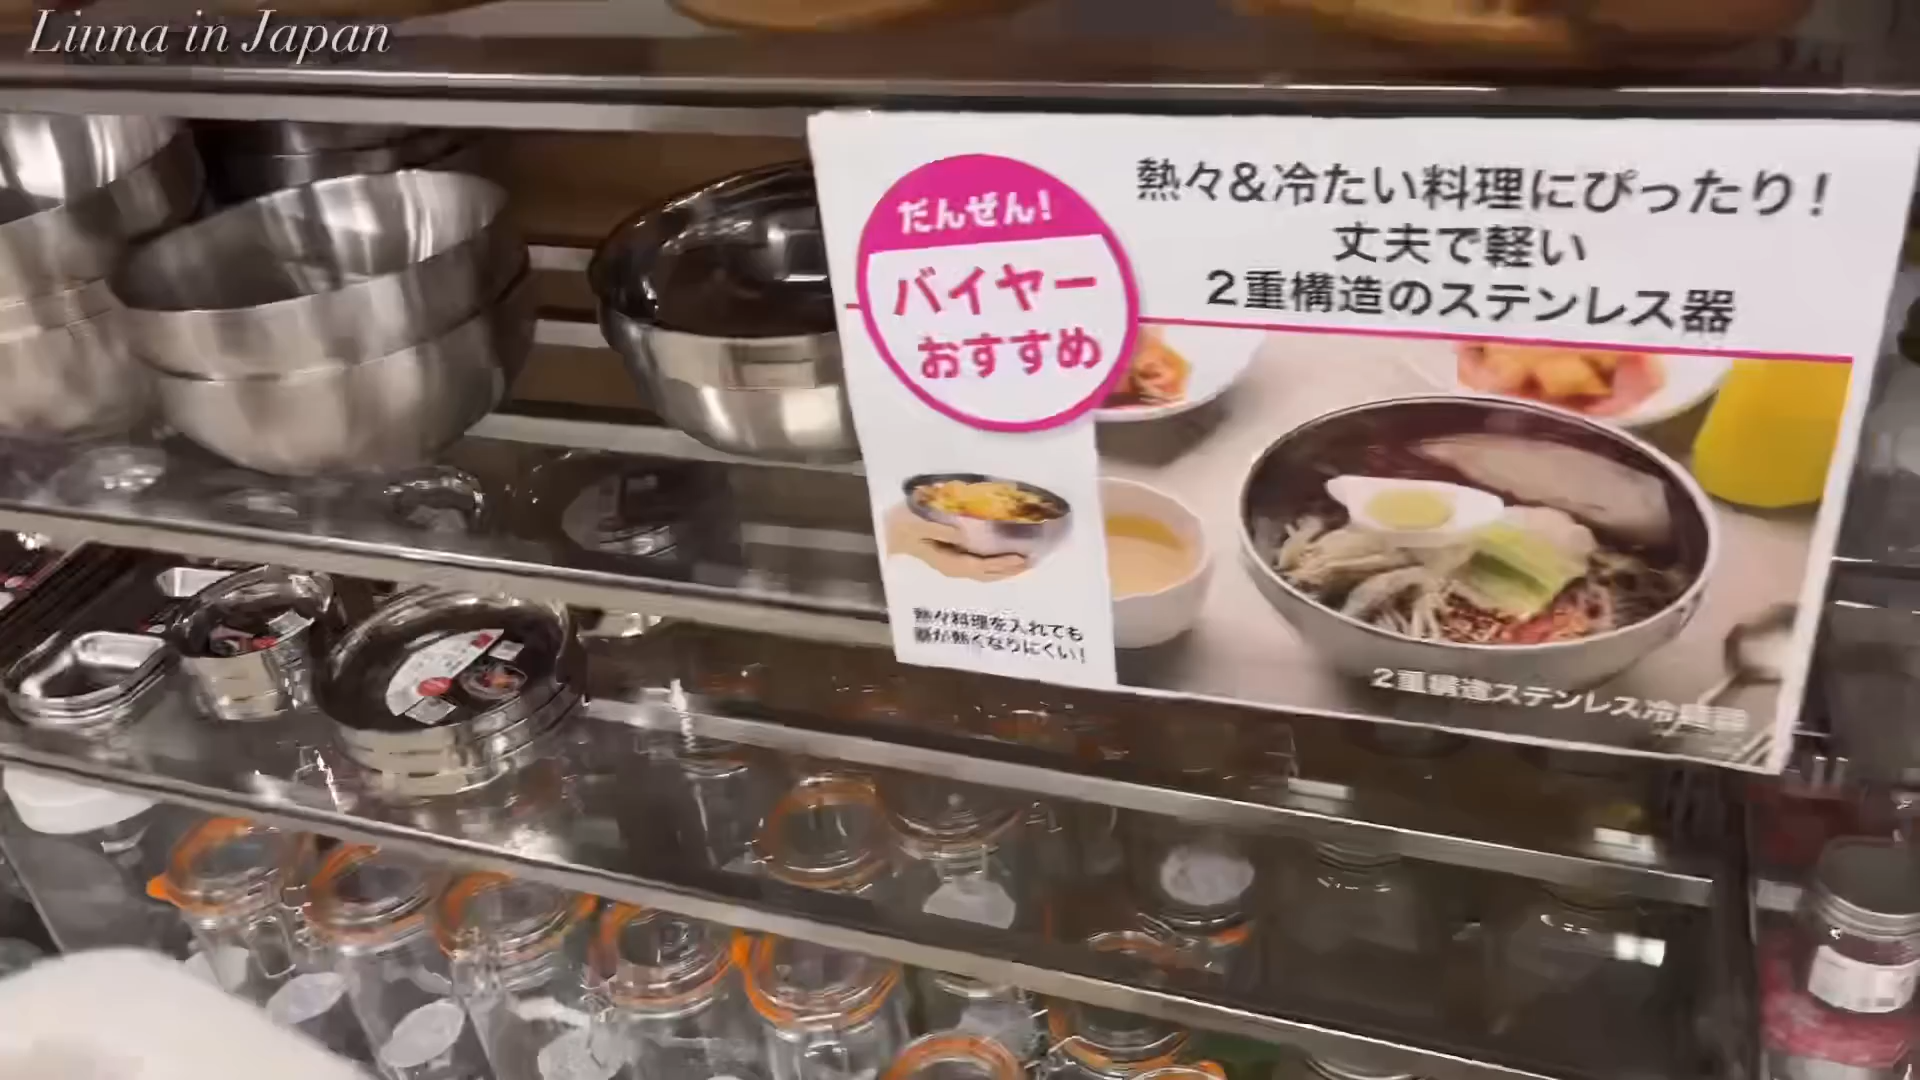 Linna in Japan
だんぜん!
バイヤー
おすすめ
熱々&冷たい料理にぴったり!
丈夫で軽い
2重構造のステンレス器
熱々料理を入れても
器が熱くなりにくい!
2重構造ステンレス冷麺器